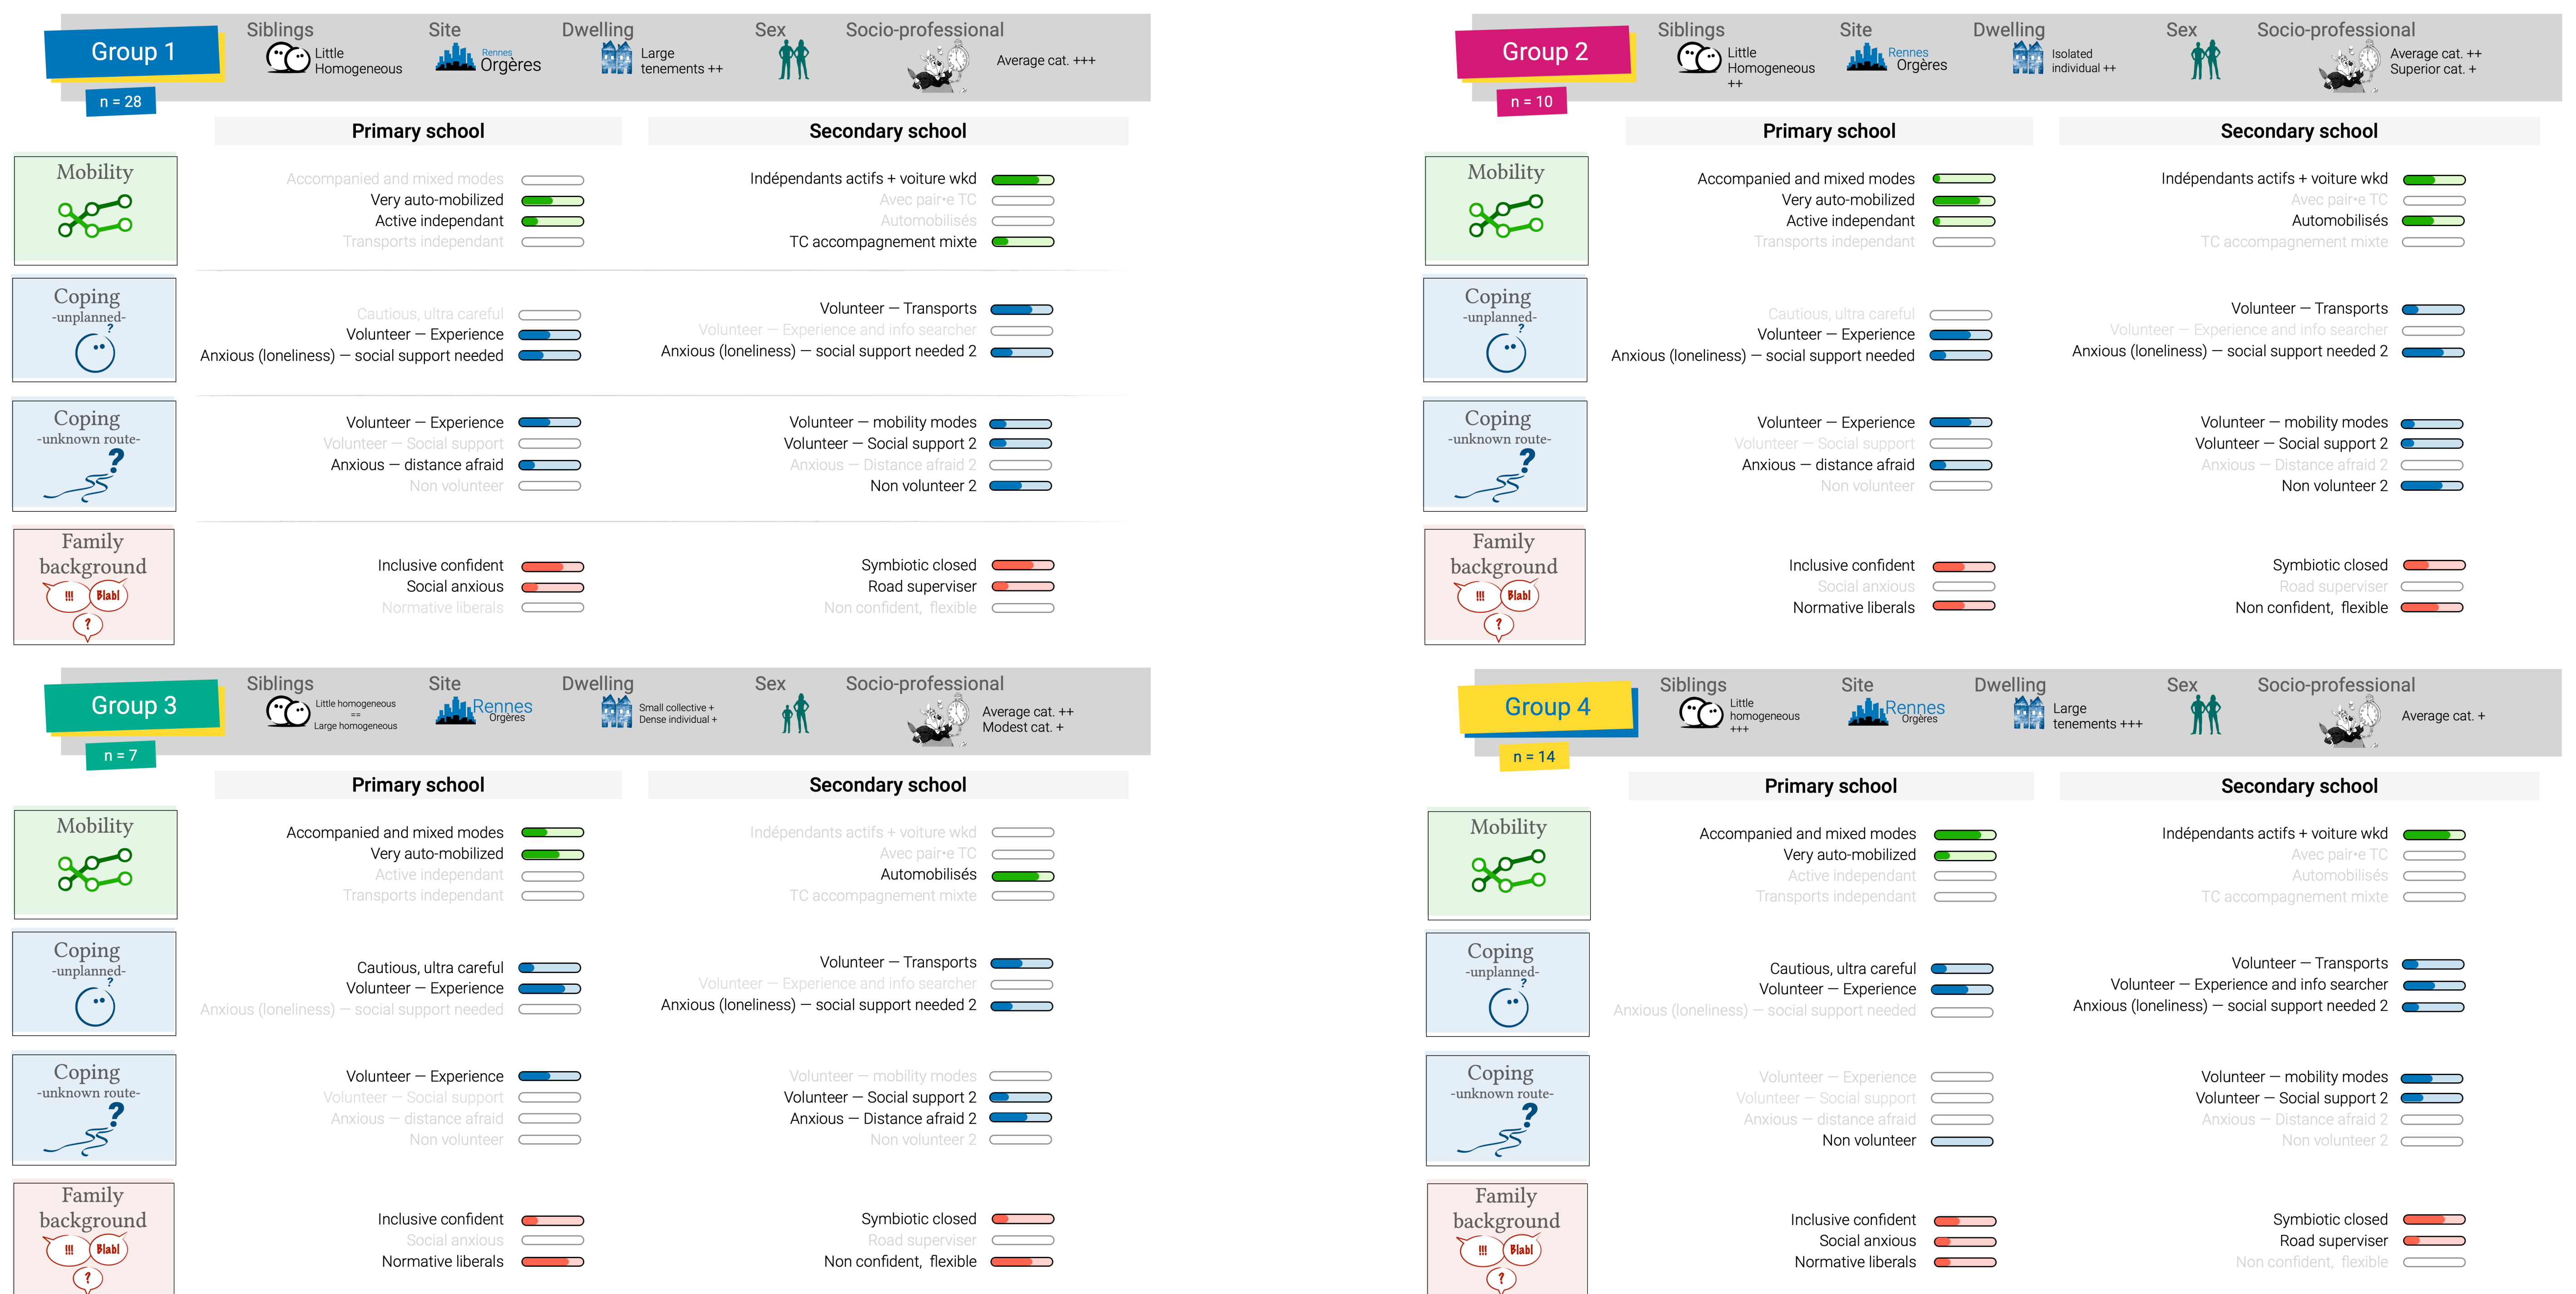 Group 1
n = 28
Siblings
Little
Homogeneous
Site
Rennes
Orgères
Dwelling
Large
tenements ++
Sex
Socio-professional
Average cat. +++
Primary school
Secondary school
Mobility
Accompanied and mixed modes
Very auto-mobilized
Active independant
Transports independant
Indépendants actifs + voiture wkd
Avec pair•e TC
Automobilisés
TC accompagnement mixte
Coping
-unplanned-
?
Cautious, ultra careful
Volunteer — Experience
Anxious (loneliness) — social support needed
Volunteer — Transports
Volunteer — Experience and info searcher
Anxious (loneliness) — social support needed 2
Coping
-unknown route-
?
Volunteer — Experience
Volunteer — Social support
Anxious — distance afraid
Non volunteer
Volunteer — mobility modes
Volunteer — Social support 2
Anxious — Distance afraid 2
Non volunteer 2
Family
background
!!!
Blabl
?
Inclusive confident
Social anxious
Normative liberals
Symbiotic closed
Road superviser
Non confident, flexible
Group 2
n = 10
Siblings
Little
Homogeneous
++
Site
Rennes
Orgères
Dwelling
Isolated
individual ++
Sex
Socio-professional
Average cat. ++
Superior cat. +
Primary school
Secondary school
Mobility
Accompanied and mixed modes
Very auto-mobilized
Active independant
Transports independant
Indépendants actifs + voiture wkd
Avec pair•e TC
Automobilisés
TC accompagnement mixte
Coping
-unplanned-
?
Cautious, ultra careful
Volunteer — Experience
Anxious (loneliness) — social support needed
Volunteer — Transports
Volunteer — Experience and info searcher
Anxious (loneliness) — social support needed 2
Coping
-unknown route-
?
Volunteer — Experience
Volunteer — Social support
Anxious — distance afraid
Non volunteer
Volunteer — mobility modes
Volunteer — Social support 2
Anxious — Distance afraid 2
Non volunteer 2
Family
background
!!!
Blabl
?
Inclusive confident
Social anxious
Normative liberals
Symbiotic closed
Road superviser
Non confident, flexible
Group 3
n = 7
Siblings
Little homogeneous
==
Large homogeneous
Site
Rennes
Orgères
Dwelling
Small collective +
Dense individual +
Sex
Socio-professional
Average cat. ++
Modest cat. +
Primary school
Secondary school
Mobility
Accompanied and mixed modes
Very auto-mobilized
Active independant
Transports independant
Indépendants actifs + voiture wkd
Avec pair•e TC
Automobilisés
TC accompagnement mixte
Coping
-unplanned-
?
Cautious, ultra careful
Volunteer — Experience
Anxious (loneliness) — social support needed
Volunteer — Transports
Volunteer — Experience and info searcher
Anxious (loneliness) — social support needed 2
Coping
-unknown route-
?
Volunteer — Experience
Volunteer — Social support
Anxious — distance afraid
Non volunteer
Volunteer — mobility modes
Volunteer — Social support 2
Anxious — Distance afraid 2
Non volunteer 2
Family
background
!!!
Blabl
?
Inclusive confident
Social anxious
Normative liberals
Symbiotic closed
Road superviser
Non confident, flexible
Group 4
n = 14
Siblings
Little
homogeneous
+++
Site
Rennes
Orgères
Dwelling
Large
tenements +++
Sex
Socio-professional
Average cat. +
Primary school
Secondary school
Mobility
Accompanied and mixed modes
Very auto-mobilized
Active independant
Transports independant
Indépendants actifs + voiture wkd
Avec pair•e TC
Automobilisés
TC accompagnement mixte
Coping
-unplanned-
?
Cautious, ultra careful
Volunteer — Experience
Anxious (loneliness) — social support needed
Volunteer — Transports
Volunteer — Experience and info searcher
Anxious (loneliness) — social support needed 2
Coping
-unknown route-
?
Volunteer — Experience
Volunteer — Social support
Anxious — distance afraid
Non volunteer
Volunteer — mobility modes
Volunteer — Social support 2
Anxious — Distance afraid 2
Non volunteer 2
Family
background
!!!
Blabl
?
Inclusive confident
Social anxious
Normative liberals
Symbiotic closed
Road superviser
Non confident, flexible